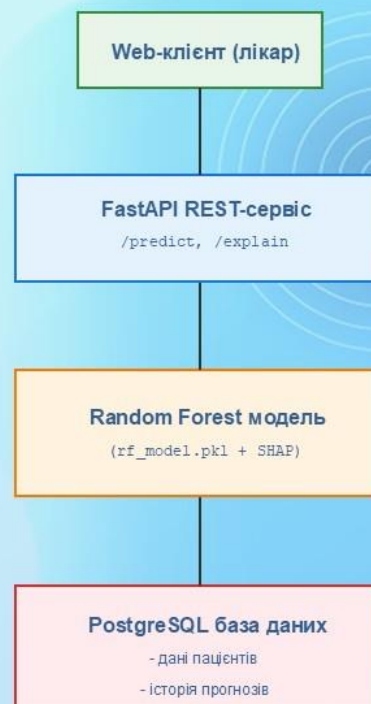 Web-клієнт (лікар)
FastAPI REST-сервіс
/predict, /explain
Random Forest модель
(rf_model.pkl + SHAP)
PostgreSQL база даних
- дані пацієнтів
- історія прогнозів